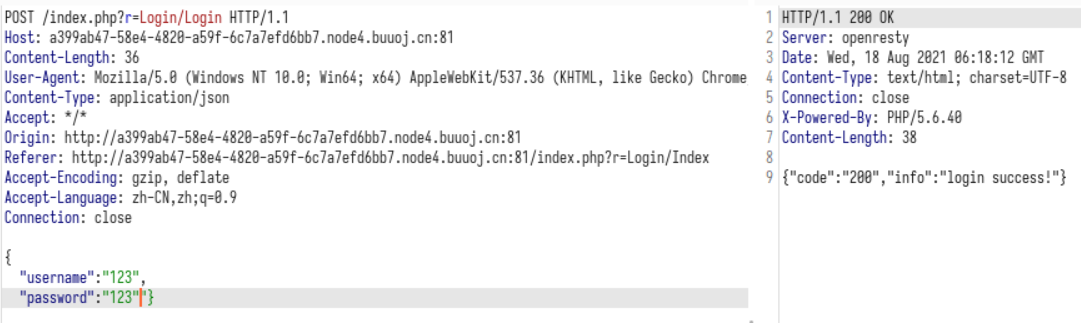 POST /index.php?r=Login/Login HTTP/1.1
Host: a399ab47-58e4-4820-a59f-6c7a7efd6bb7.node4.buuoj.cn:81
Content-Length: 36
User-Agent: Mozilla/5.0 (Windows NT 10.0; Win64; x64) AppleWebKit/537.36 (KHTML, like Gecko) Chrome
Content-Type: application/json
Accept: */*
Origin: http://a399ab47-58e4-4820-a59f-6c7a7efd6bb7.node4.buuoj.cn:81
Referer: http://a399ab47-58e4-4820-a59f-6c7a7efd6bb7.node4.buuoj.cn:81/index.php?r=Login/Index
Accept-Encoding: gzip, deflate
Accept-Language: zh-CN,zh;q=0.9
Connection: close
{
"username":"123",
"password":"123""}
1 HTTP/1.1 200 OK
2 Server: openresty
3 Date: Wed, 18 Aug 2021 06:18:12 GMT
4 Content-Type: text/html; charset=UTF-8
5 Connection: close
6 X-Powered-By: PHP/5.6.40
7 Content-Length: 38
8
9 {"code":"200","info":"login success!"}